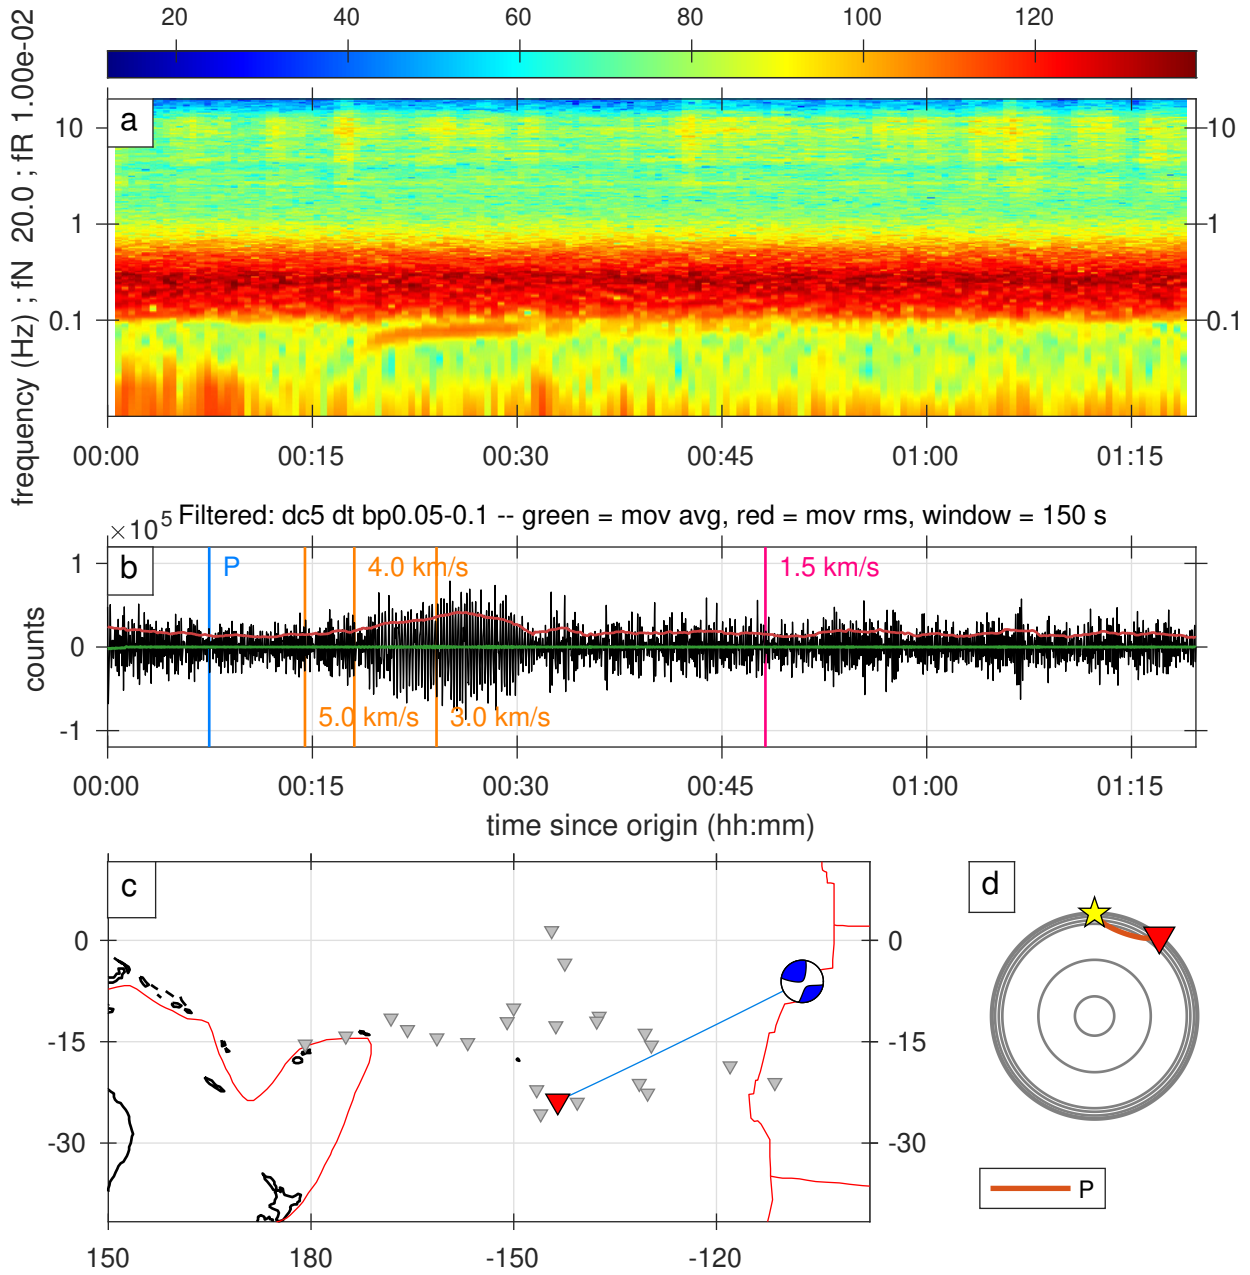 20 40 60 80 100 120
frequency (Hz) ; fN 20.0 ; fR 1.00e-02
a
10 10
1 1
0.1 0.1
00:00 00:15 00:30 00:45 01:00 01:15
×10^5 Filtered: dc5 dt bp0.05-0.1 -- green = mov avg, red = mov rms, window = 150 s
b
P 4.0 km/s 1.5 km/s
counts
1
0
-1
5.0 km/s 3.0 km/s
00:00 00:15 00:30 00:45 01:00 01:15
time since origin (hh:mm)
c
d
0 0
-15 -15
-30 -30
150 180 -150 -120
P